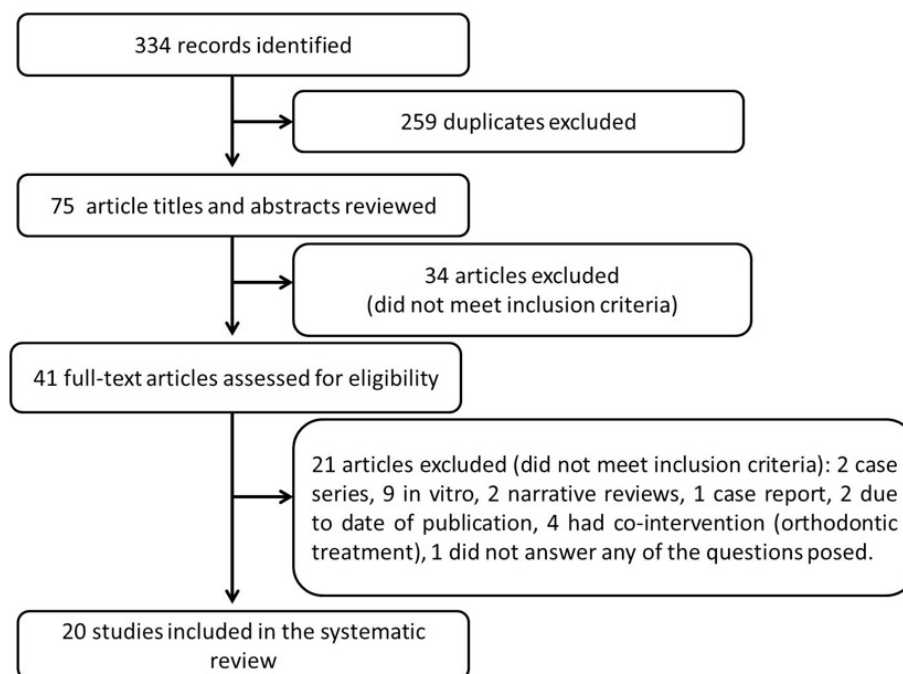 334 records identified
259 duplicates excluded
75 article titles and abstracts reviewed
34 articles excluded
(did not meet inclusion criteria)
41 full-text articles assessed for eligibility
21 articles excluded (did not meet inclusion criteria): 2 case
series, 9 in vitro, 2 narrative reviews, 1 case report, 2 due
to date of publication, 4 had co-intervention (orthodontic
treatment), 1 did not answer any of the questions posed.
20 studies included in the systematic
review